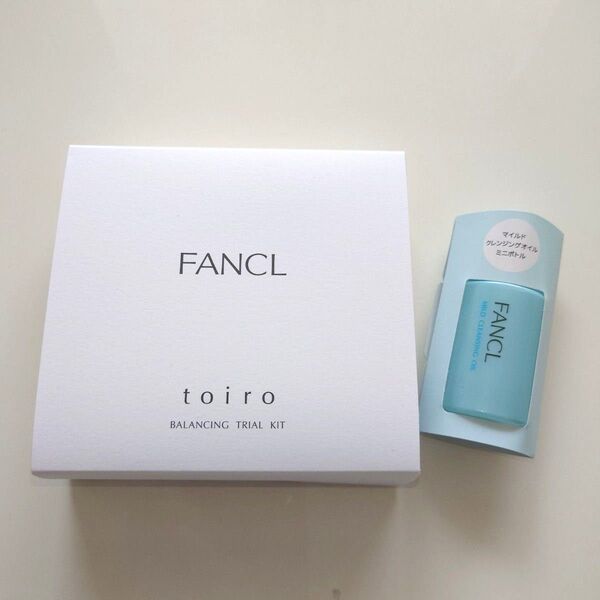 FANCL
toiro
BALANCING TRIAL KIT
マイルド
クレンジングオイル
ミニボトル
FANCL
MILD CLEANSING OIL